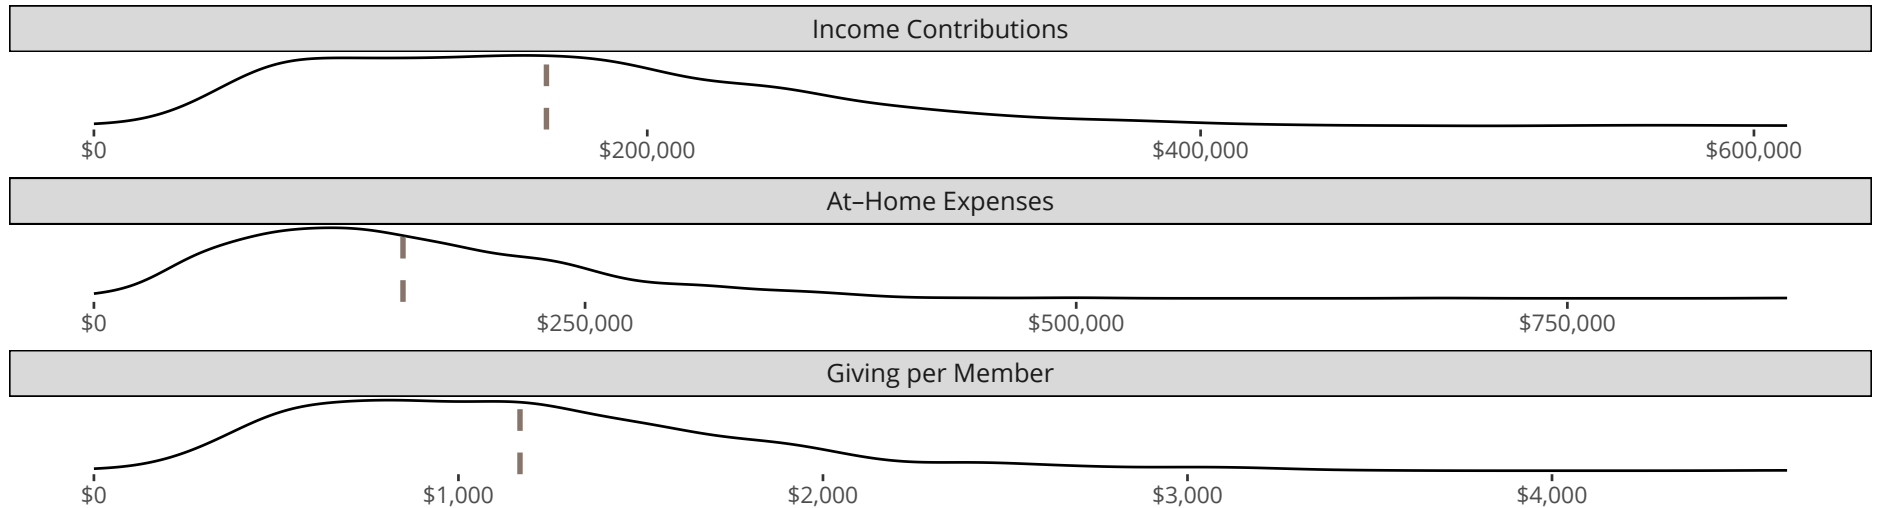 Income Contributions
$0 $200,000 $400,000 $600,000
At–Home Expenses
$0 $250,000 $500,000 $750,000
Giving per Member
$0 $1,000 $2,000 $3,000 $4,000